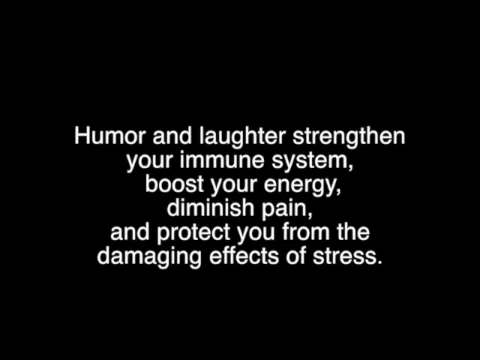 Humor and laughter strengthen
your immune system,
boost your energy,
diminish pain,
and protect you from the
damaging effects of stress.